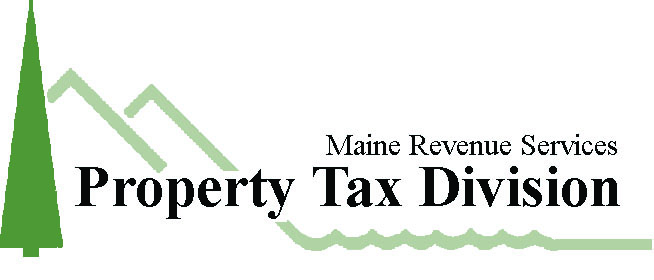 Maine Revenue Services
Property Tax Division